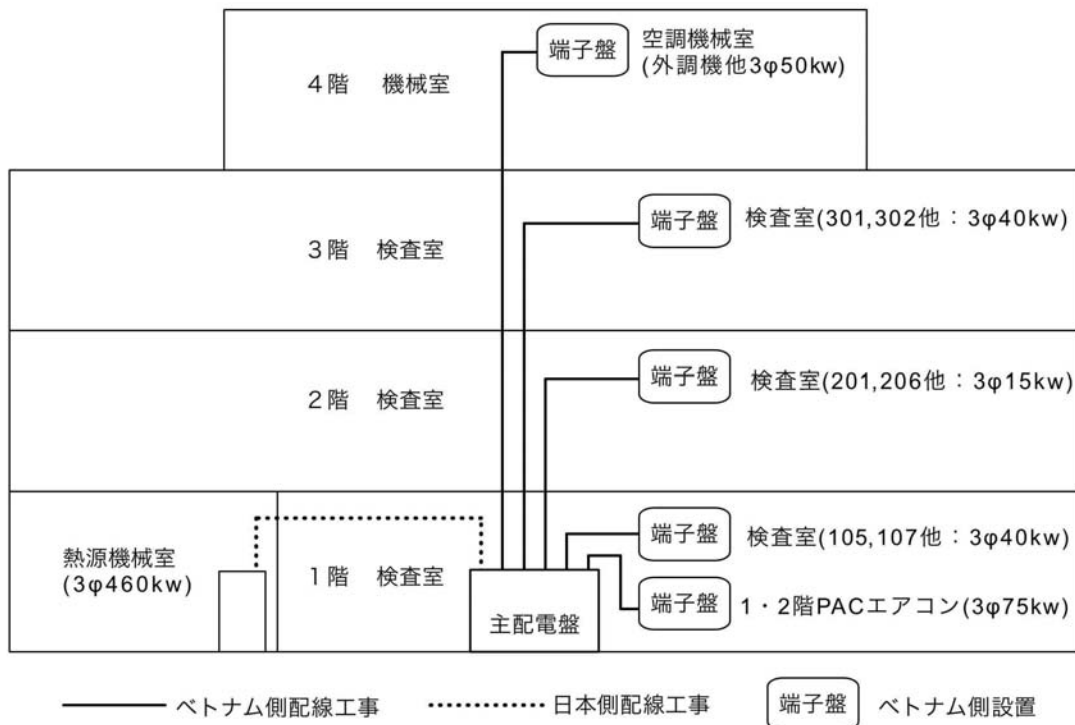 端子盤
空調機械室
(外調機他3φ50kw)
4階 機械室
端子盤
検査室(301,302他：3φ40kw)
3階 検査室
端子盤
検査室(201,206他：3φ15kw)
2階 検査室
端子盤
検査室(105,107他：3φ40kw)
熱源機械室
(3φ460kw)
1階 検査室
端子盤
1・2階PACエアコン(3φ75kw)
主配電盤
ベトナム側配線工事
日本側配線工事
端子盤
ベトナム側設置